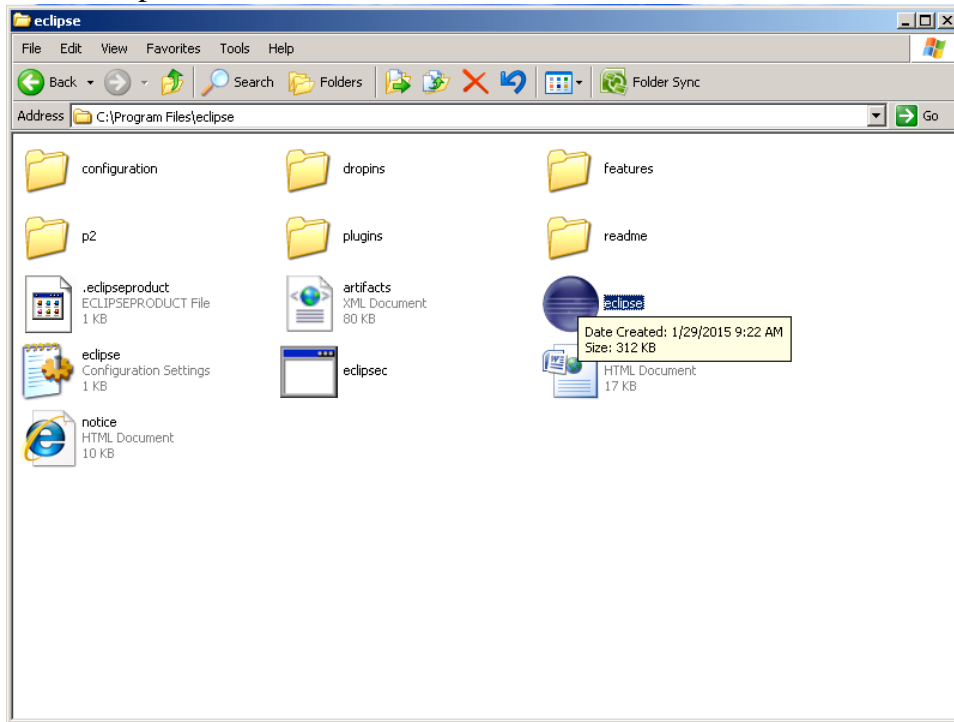 eclipse
File Edit View Favorites Tools Help
Back Search Folders Folder Sync
Address C:\Program Files\eclipse Go
configuration dropins features
p2 plugins readme
.eclipseproduct
ECLIPSEPRODUCT File
1 KB
artifacts
XML Document
80 KB
eclipse
Date Created: 1/29/2015 9:22 AM
Size: 312 KB
eclipse
Configuration Settings
1 KB
eclipsec
HTML Document
17 KB
notice
HTML Document
10 KB